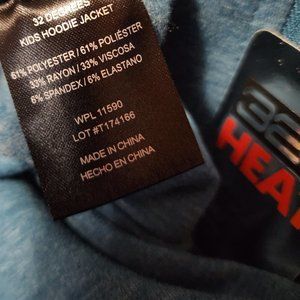 32 DEGREES
KIDS HOODIE JACKET
61% POLYESTER / 61% POLIÉSTER
33% RAYON / 33% VISCOSA
6% SPANDEX / 6% ELASTANO
WPL 11590
LOT #T174166
MADE IN CHINA
HECHO EN CHINA
32
HEA